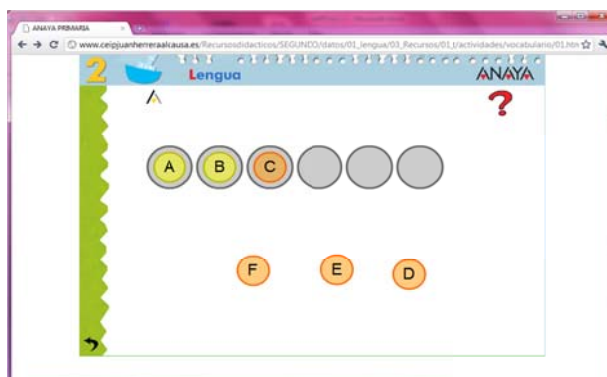 ANAYA PRIMARIA
www.ceipjuanherreraalcausa.es/Recursosdidacticos/SEGUNDO/datos/01_lengua/03_Recursos/01_t/actividades/vocabulario/01.htm
2 Lengua ANAYA
?
A B C
F E D